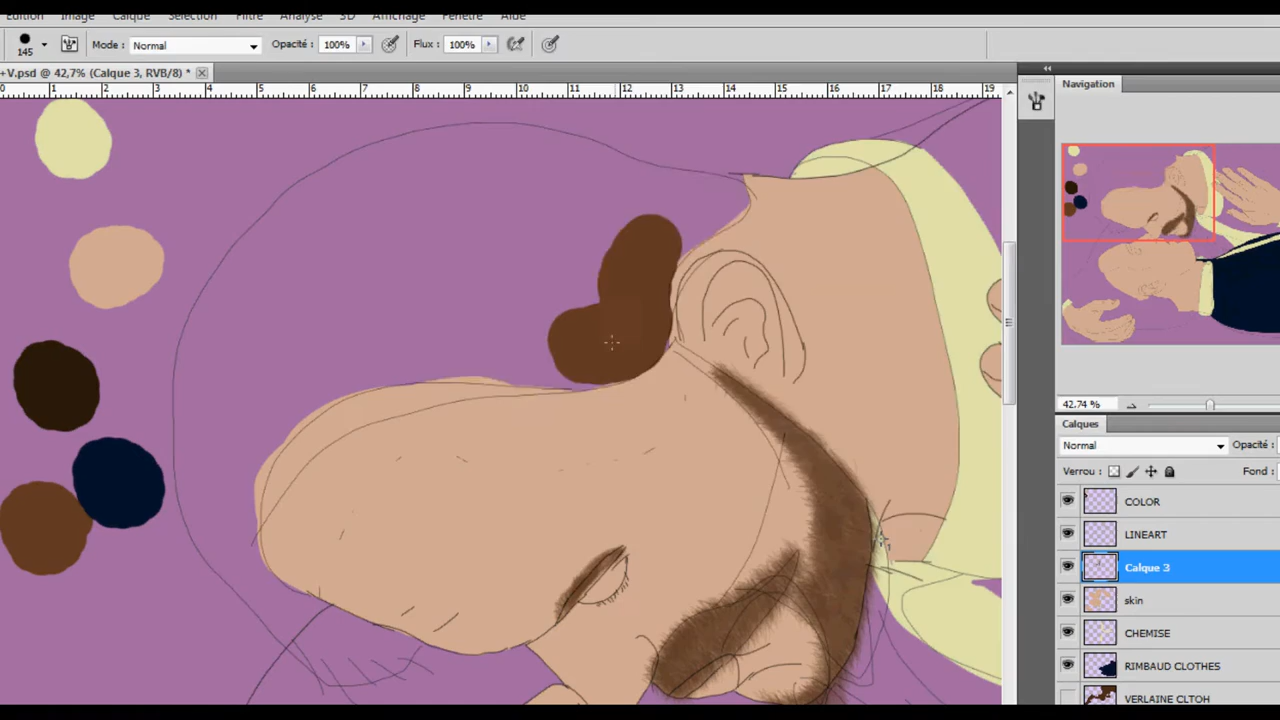 Edition Image Calque Sélection Filtre Analyse 3D Affichage Fenêtre Aide
145 Mode : Normal Opacité : 100% Flux : 100%
+V.psd @ 42,7% (Calque 3, RVB/8) *
0 1 2 3 4 5 6 7 8 9 10 11 12 13 14 15 16 17 18 19
Navigation
42.74 %
Calques
Normal Opacité :
Verrou : Fond :
COLOR
LINEART
Calque 3
skin
CHEMISE
RIMBAUD CLOTHES
VERLAINE CLTOH